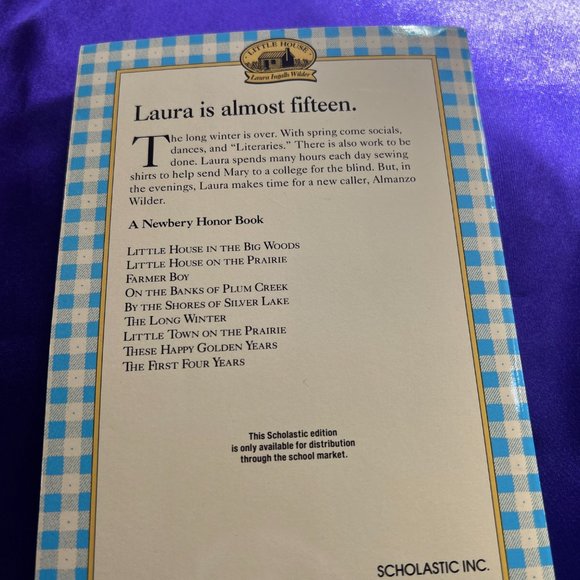 LITTLE HOUSE
Laura Ingalls Wilder
Laura is almost fifteen.
The long winter is over. With spring come socials,
dances, and “Literaries.” There is also work to be
done. Laura spends many hours each day sewing
shirts to help send Mary to a college for the blind. But, in
the evenings, Laura makes time for a new caller, Almanzo
Wilder.
A Newbery Honor Book
LITTLE HOUSE IN THE BIG WOODS
LITTLE HOUSE ON THE PRAIRIE
FARMER BOY
ON THE BANKS OF PLUM CREEK
BY THE SHORES OF SILVER LAKE
THE LONG WINTER
LITTLE TOWN ON THE PRAIRIE
THESE HAPPY GOLDEN YEARS
THE FIRST FOUR YEARS
This Scholastic edition
is only available for distribution
through the school market.
SCHOLASTIC INC.